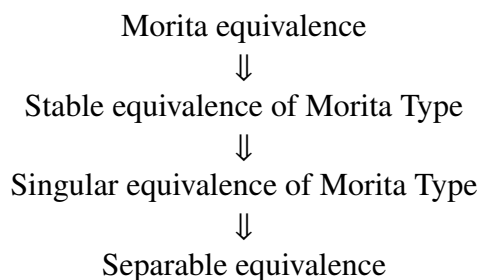 Morita equivalence
⇓
Stable equivalence of Morita Type
⇓
Singular equivalence of Morita Type
⇓
Separable equivalence